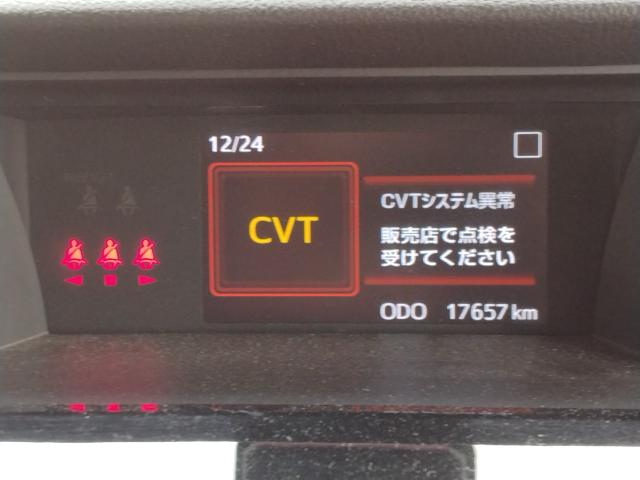 12/24
CVT
CVTシステム異常
販売店で点検を
受けてください
ODO 17657 km